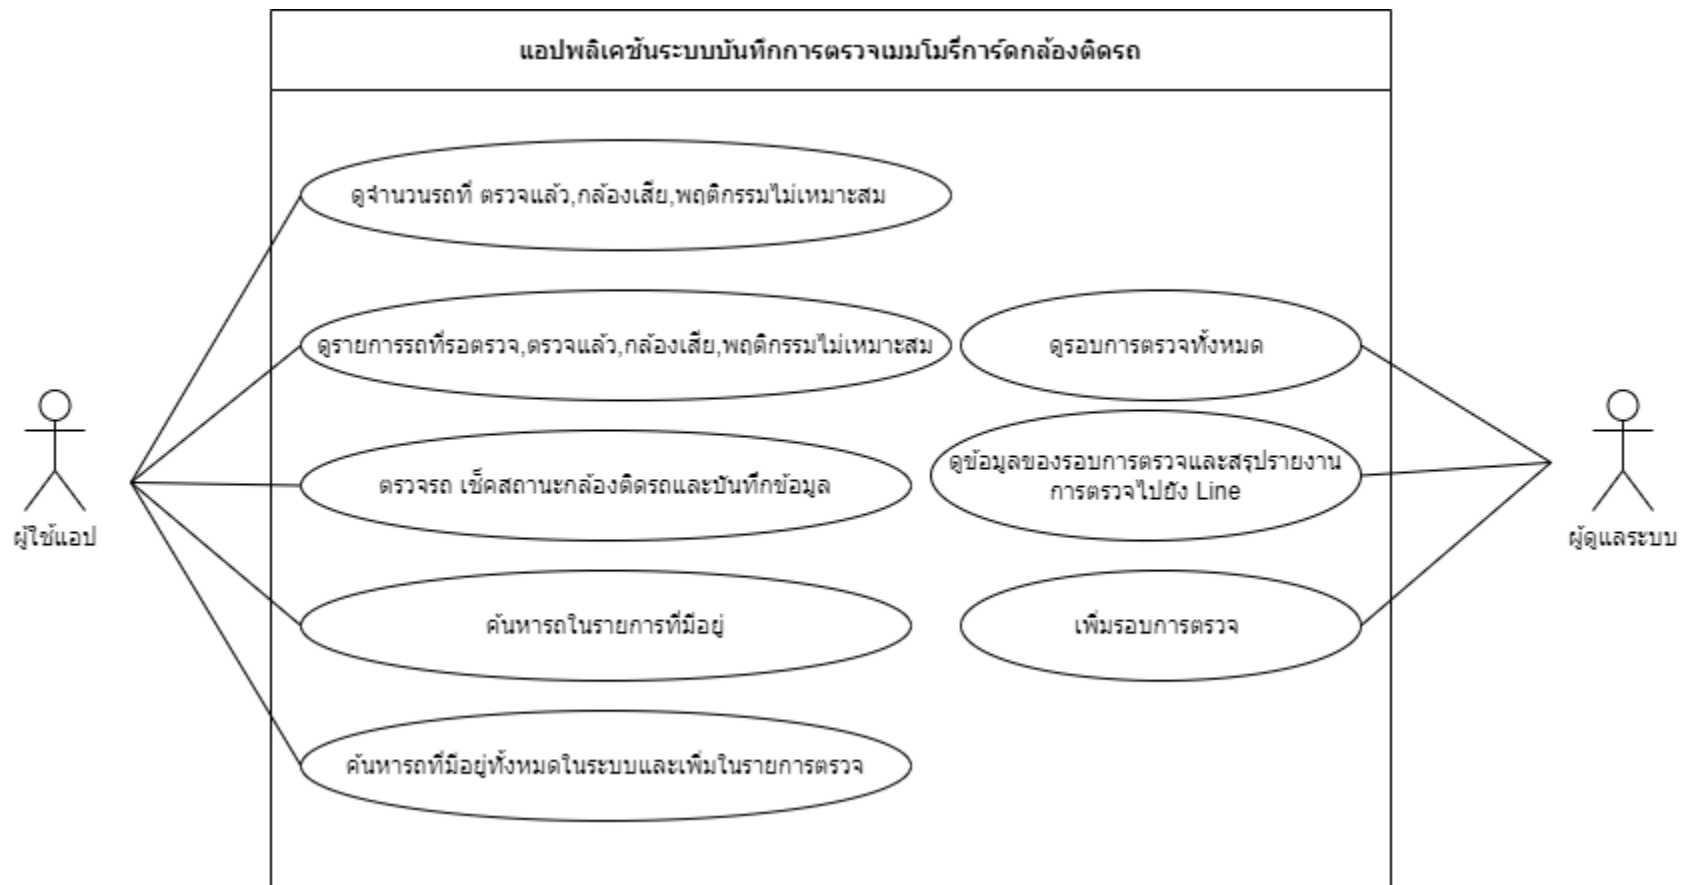 แอปพลิเคชันระบบบันทึกการตรวจเมมโมรี่การ์ดกล้องติดรถ
ดูจำนวนรถที่ ตรวจแล้ว,กล้องเสีย,พฤติกรรมไม่เหมาะสม
ดูรายการรถที่รอตรวจ,ตรวจแล้ว,กล้องเสีย,พฤติกรรมไม่เหมาะสม
ตรวจรถ เช็คสถานะกล้องติดรถและบันทึกข้อมูล
ค้นหารถในรายการที่มีอยู่
ค้นหารถที่มีอยู่ทั้งหมดในระบบและเพิ่มในรายการตรวจ
ดูรอบการตรวจทั้งหมด
ดูข้อมูลของรอบการตรวจและสรุปรายงาน
การตรวจไปยัง Line
เพิ่มรอบการตรวจ
ผู้ใช้แอป
ผู้ดูแลระบบ